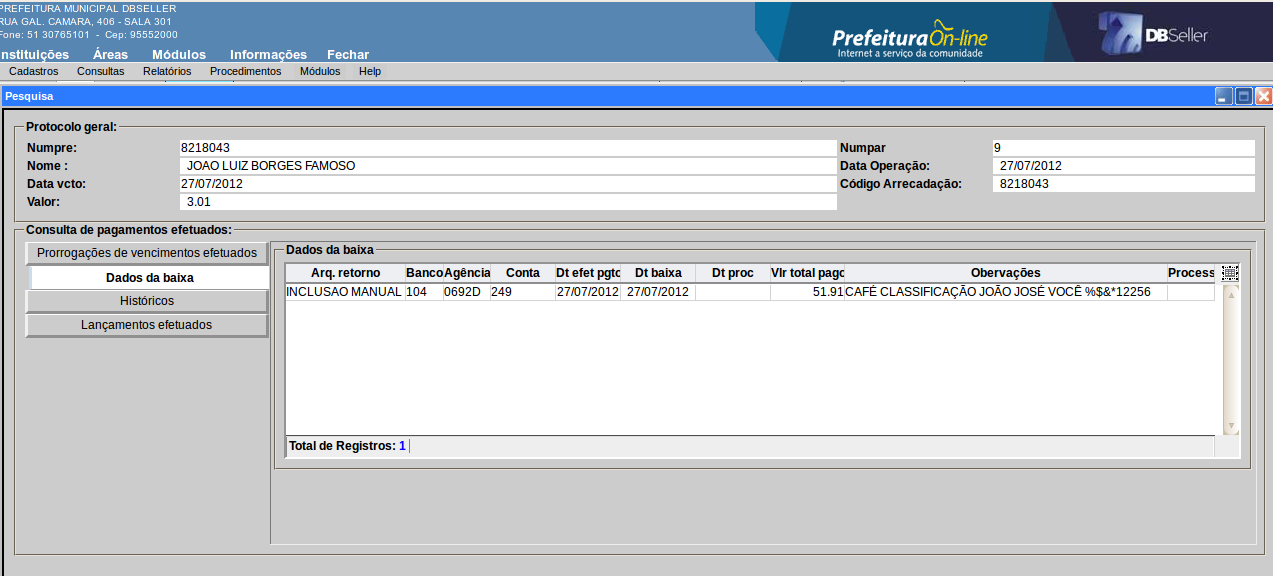 PREFEITURA MUNICIPAL DBSELLER
RUA GAL. CAMARA, 406 - SALA 301
Fone: 51 30765101 - Cep: 95552000
nstituições Áreas Módulos Informações Fechar
Prefeitura On-line
Internet a serviço da comunidade
DBSeller
Cadastros Consultas Relatórios Procedimentos Módulos Help
Pesquisa
Protocolo geral:
Numpre: 8218043 Numpar 9
Nome : JOAO LUIZ BORGES FAMOSO Data Operação: 27/07/2012
Data vcto: 27/07/2012 Código Arrecadação: 8218043
Valor: 3.01
Consulta de pagamentos efetuados:
Prorrogações de vencimentos efetuados
Dados da baixa
Históricos
Lançamentos efetuados
Dados da baixa
Arq. retorno Banco Agência Conta Dt efet pgto Dt baixa Dt proc Vlr total pago Obervações Process
INCLUSAO MANUAL 104 0692D 249 27/07/2012 27/07/2012 51.91 CAFÉ CLASSIFICAÇÃO JOÃO JOSÉ VOCÊ %$&*12256
Total de Registros: 1